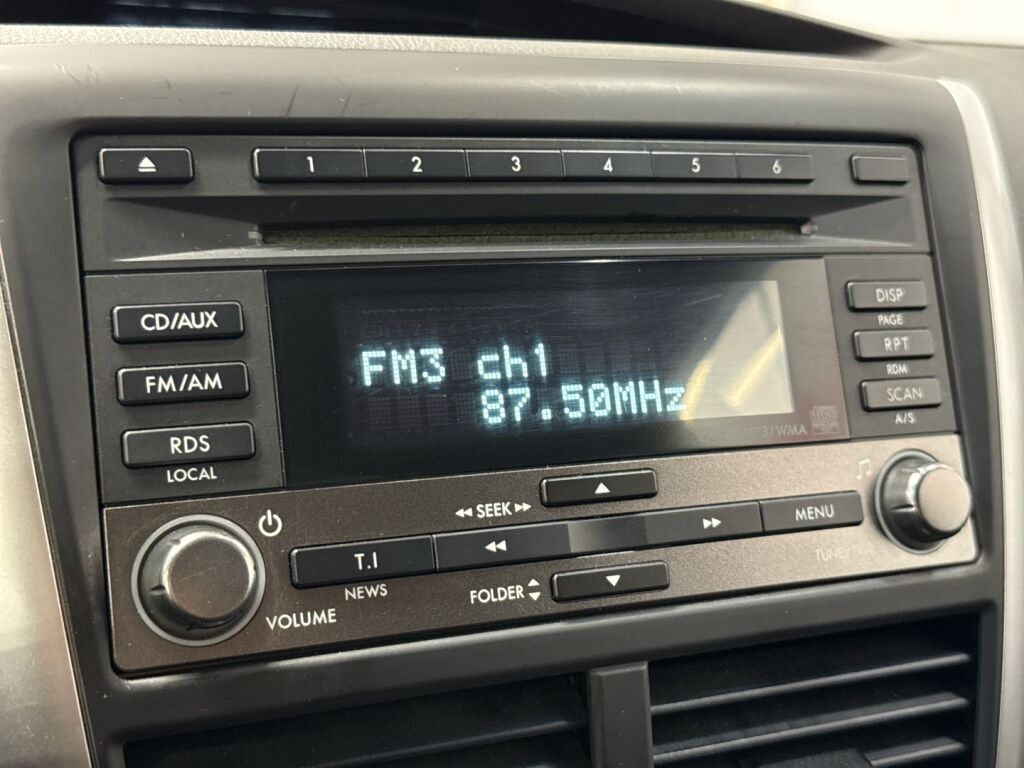 1 2 3 4 5 6
CD/AUX
FM/AM
RDS
LOCAL
FM3 ch1
87.50MHz
MP3/WMA
DISP
PAGE
RPT
RDM
SCAN
A/S
SEEK
T.I
NEWS
MENU
FOLDER
VOLUME